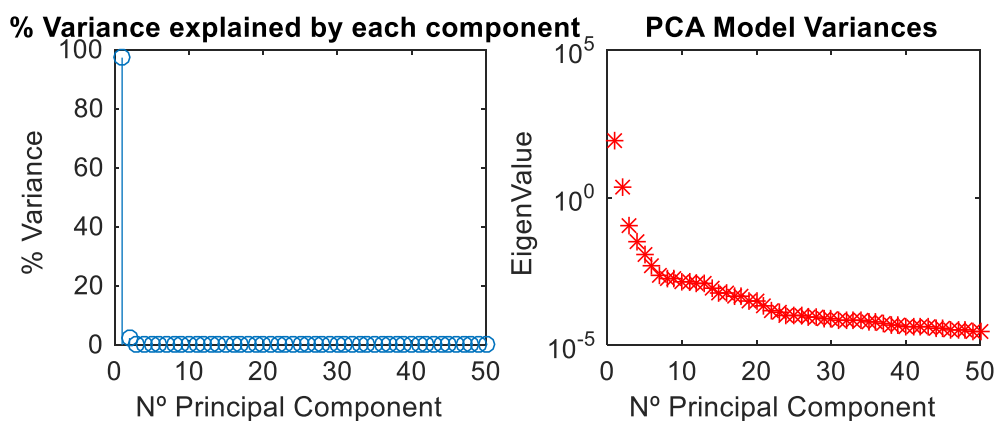 % Variance explained by each component
100
80
60
40
20
0
% Variance
0 10 20 30 40 50
Nº Principal Component
PCA Model Variances
10^5
10^0
10^-5
EigenValue
0 10 20 30 40 50
Nº Principal Component